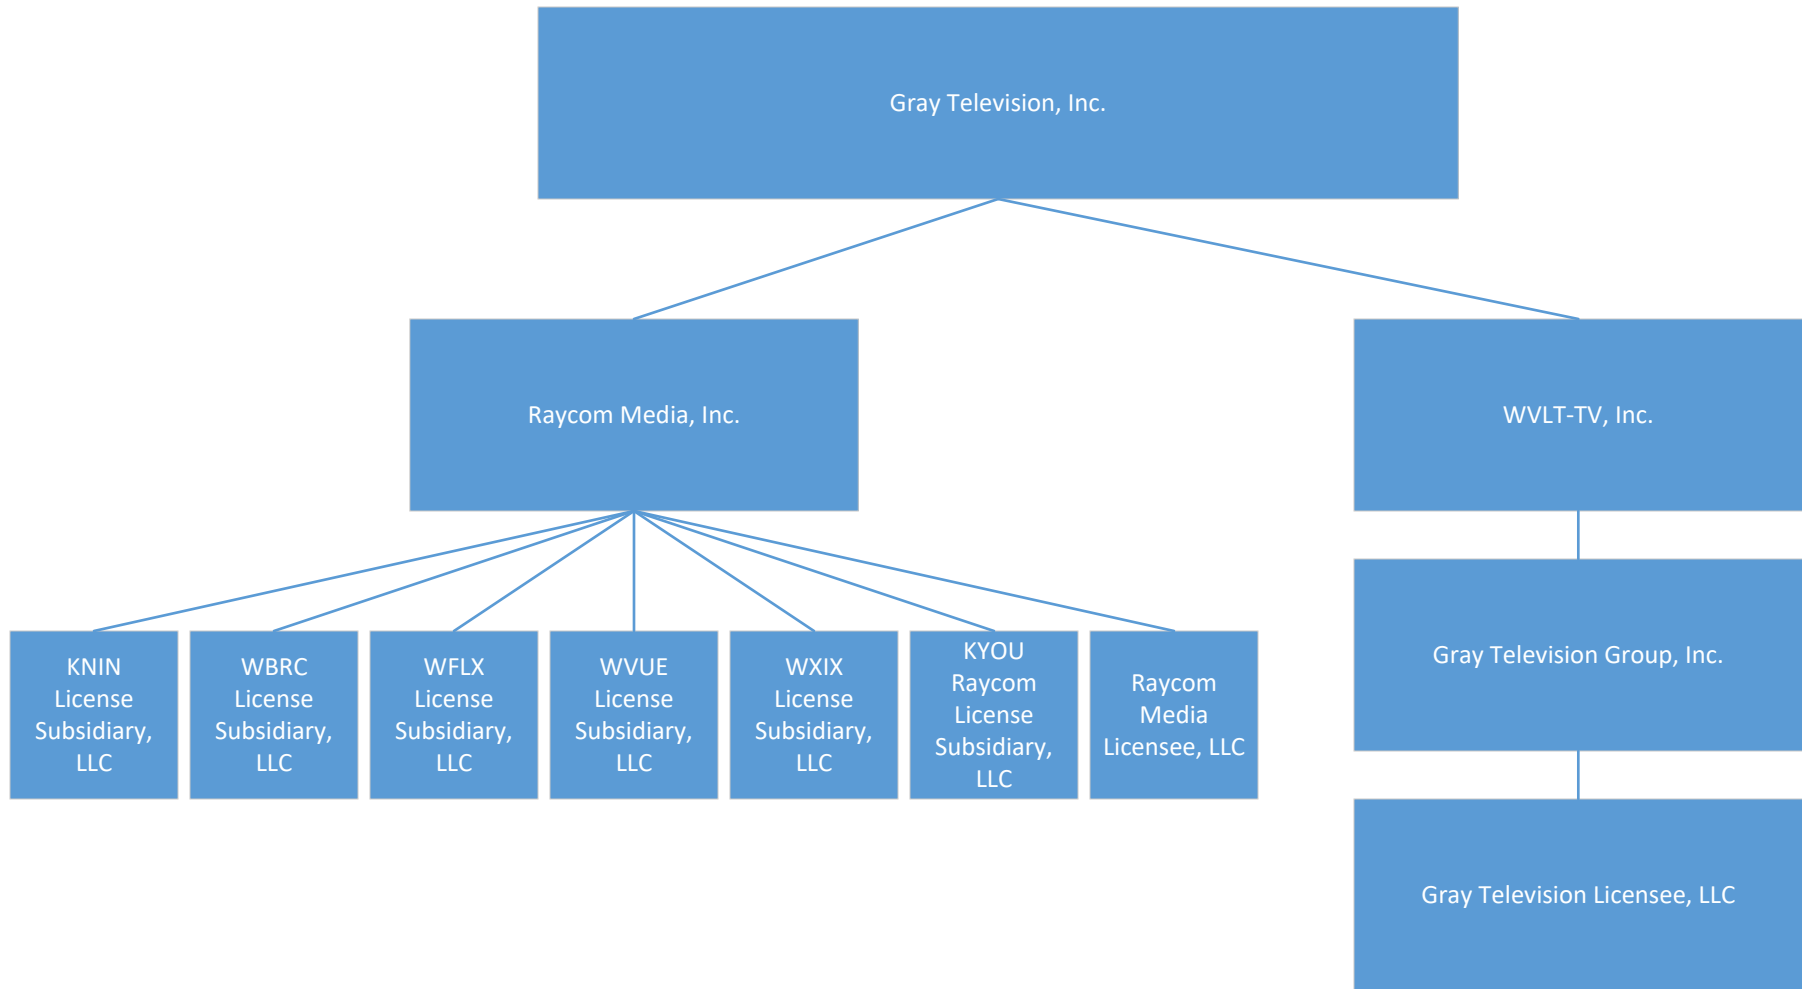 Gray Television, Inc.
Raycom Media, Inc.
WVLT-TV, Inc.
KNIN
License
Subsidiary,
LLC
WBRC
License
Subsidiary,
LLC
WFLX
License
Subsidiary,
LLC
WVUE
License
Subsidiary,
LLC
WXIX
License
Subsidiary,
LLC
KYOU
Raycom
License
Subsidiary,
LLC
Raycom
Media
Licensee, LLC
Gray Television Group, Inc.
Gray Television Licensee, LLC